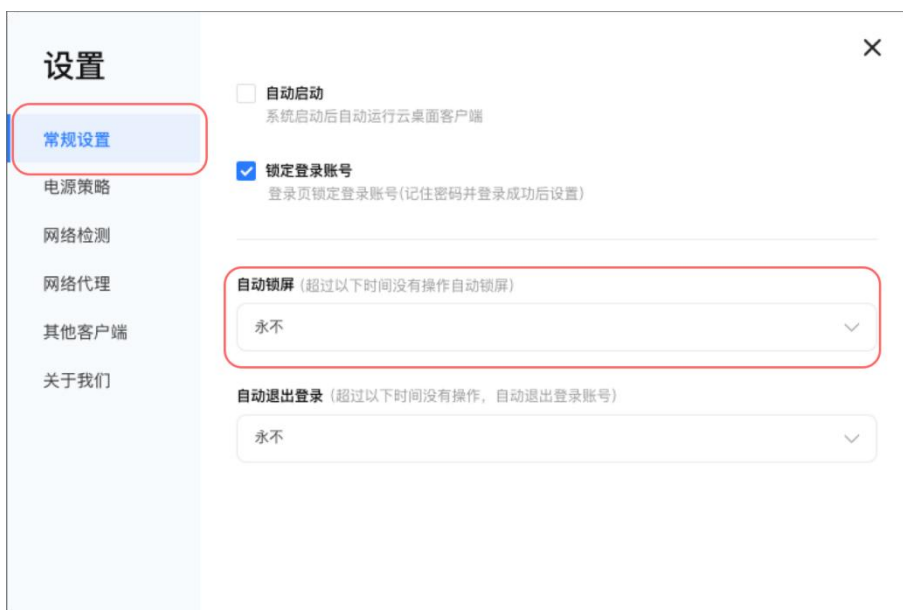 设置
常规设置
电源策略
网络检测
网络代理
其他客户端
关于我们
自动启动
系统启动后自动运行云桌面客户端
锁定登录账号
登录页锁定登录账号(记住密码并登录成功后设置)
自动锁屏 (超过以下时间没有操作自动锁屏)
永不
自动退出登录 (超过以下时间没有操作，自动退出登录账号)
永不